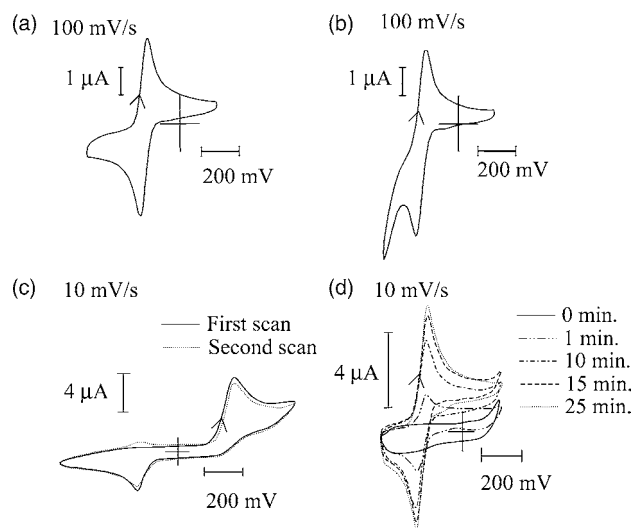 (a) 100 mV/s
1 μA
200 mV
(b) 100 mV/s
1 μA
200 mV
(c) 10 mV/s
First scan
Second scan
4 μA
200 mV
(d) 10 mV/s
0 min.
1 min.
10 min.
15 min.
25 min.
4 μA
200 mV